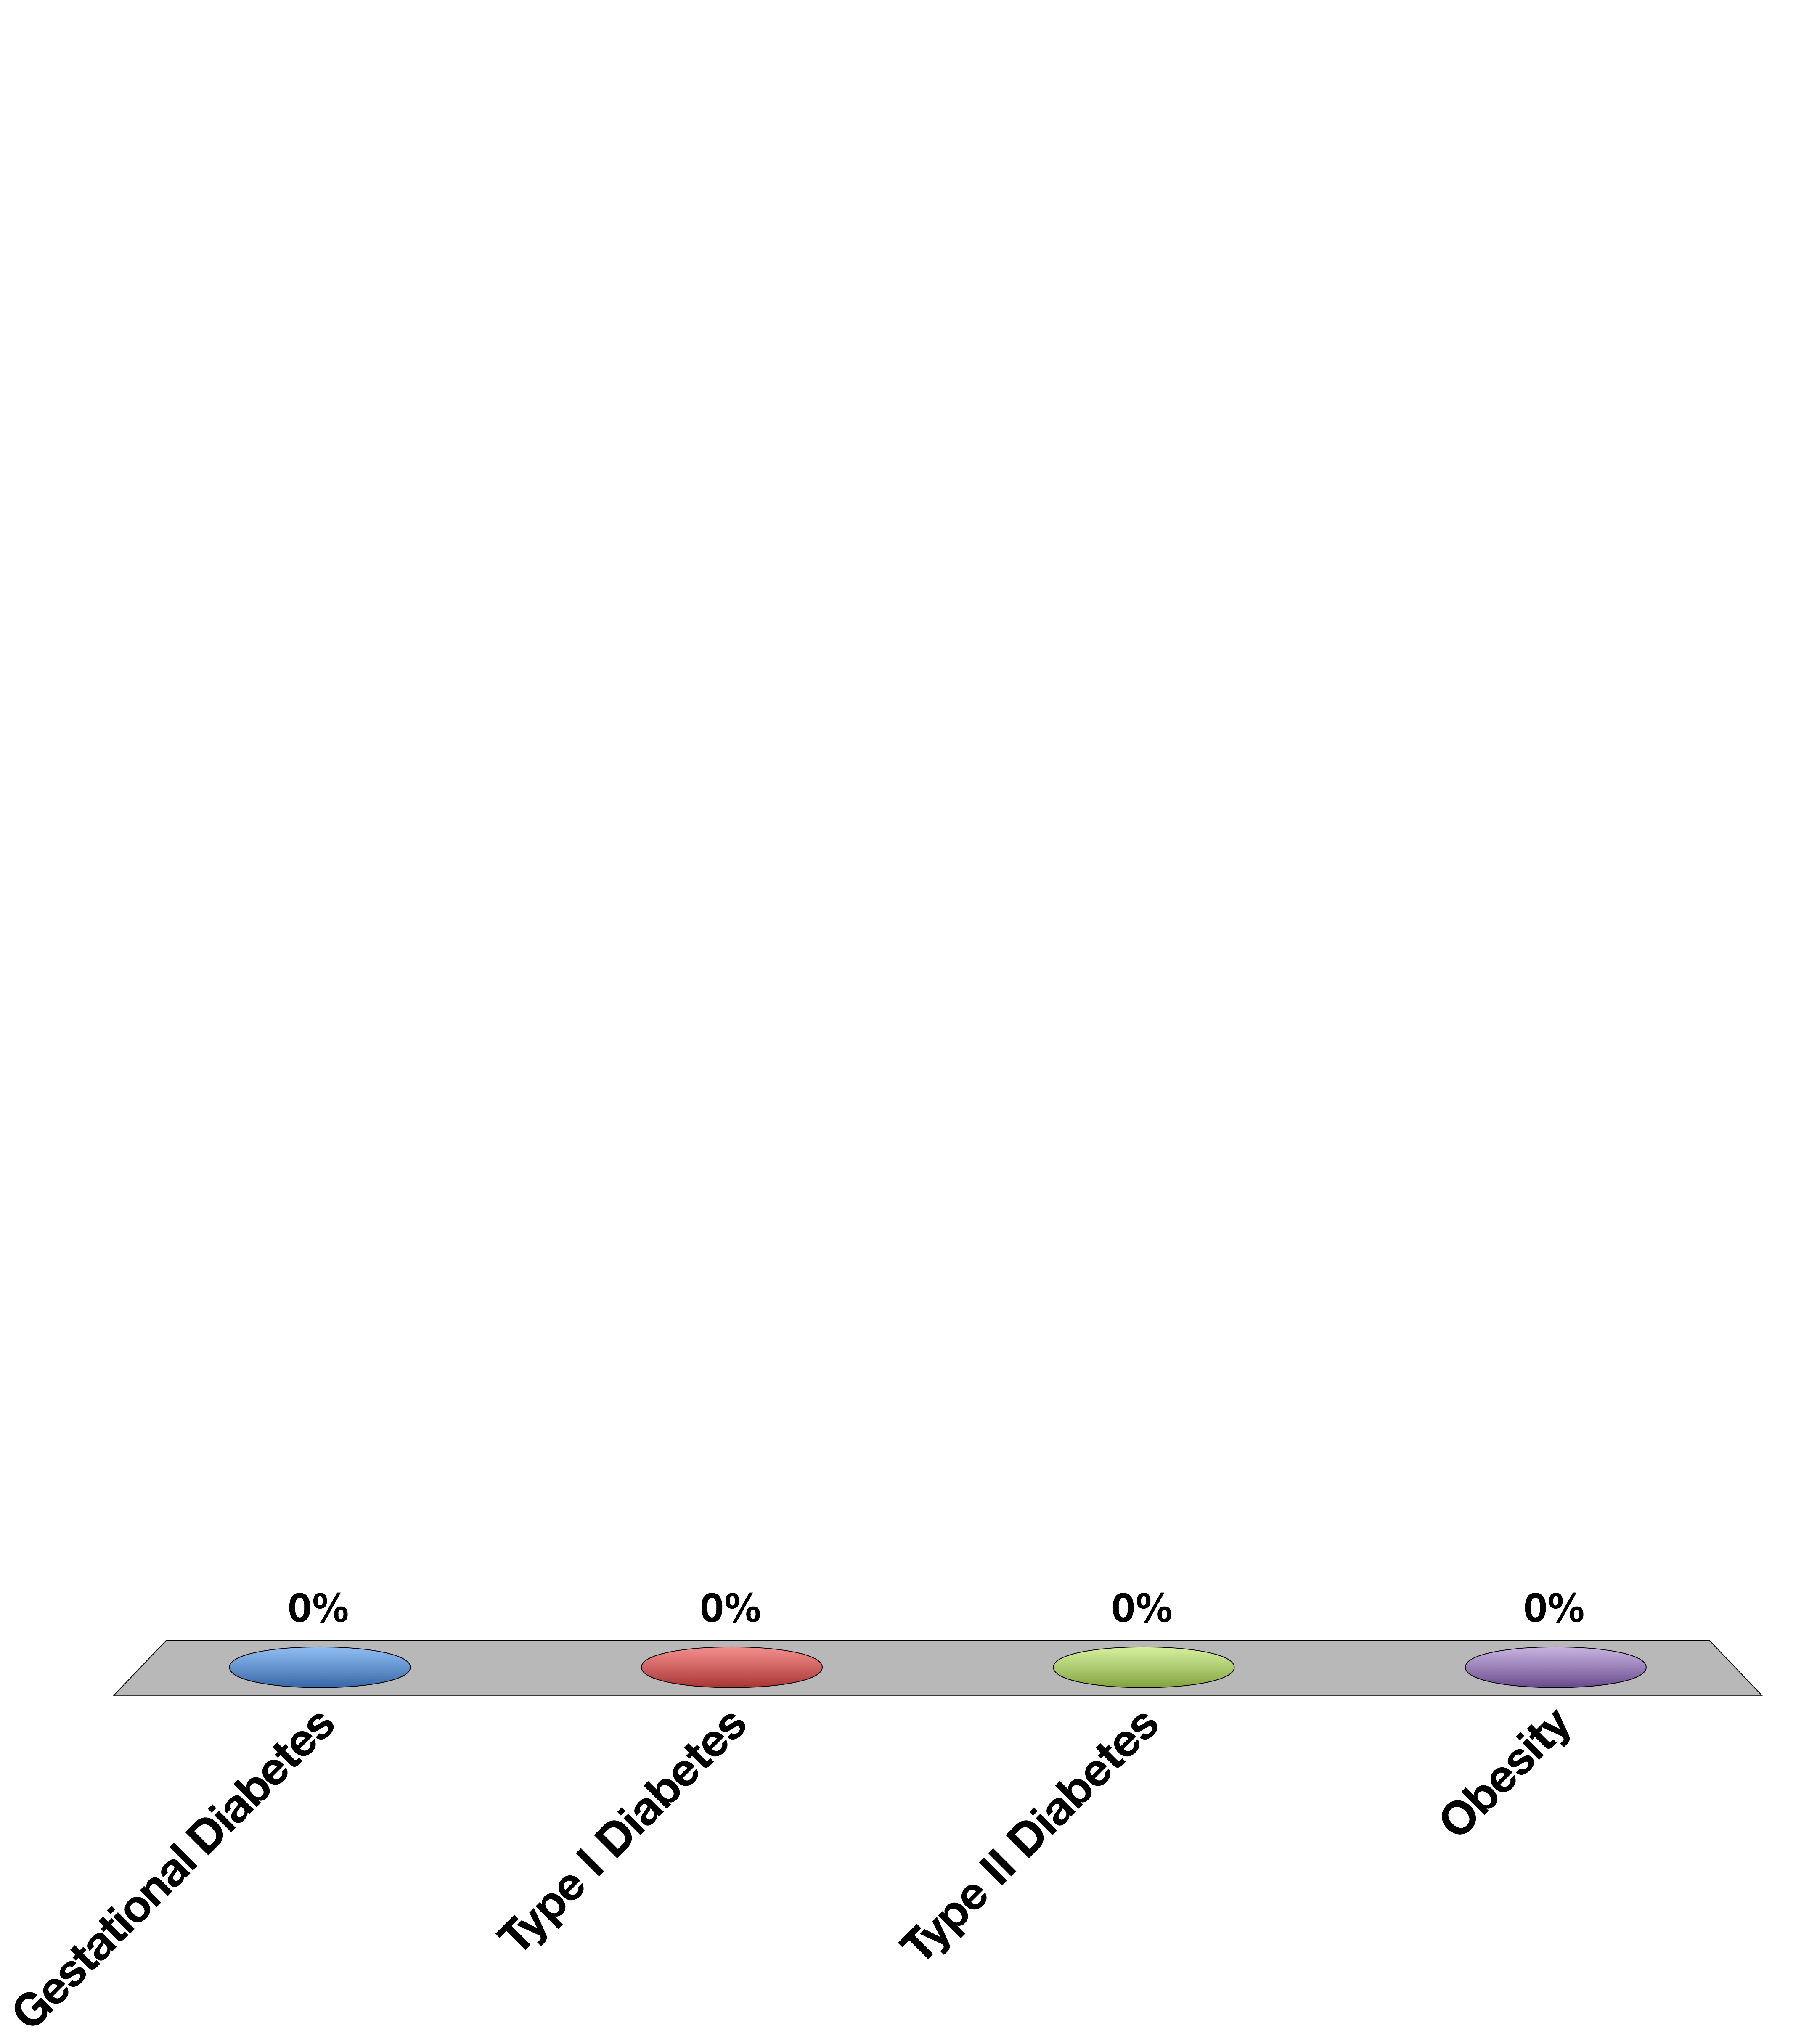 0% 0% 0% 0%
Gestational Diabetes
Type I Diabetes
Type II Diabetes
Obesity